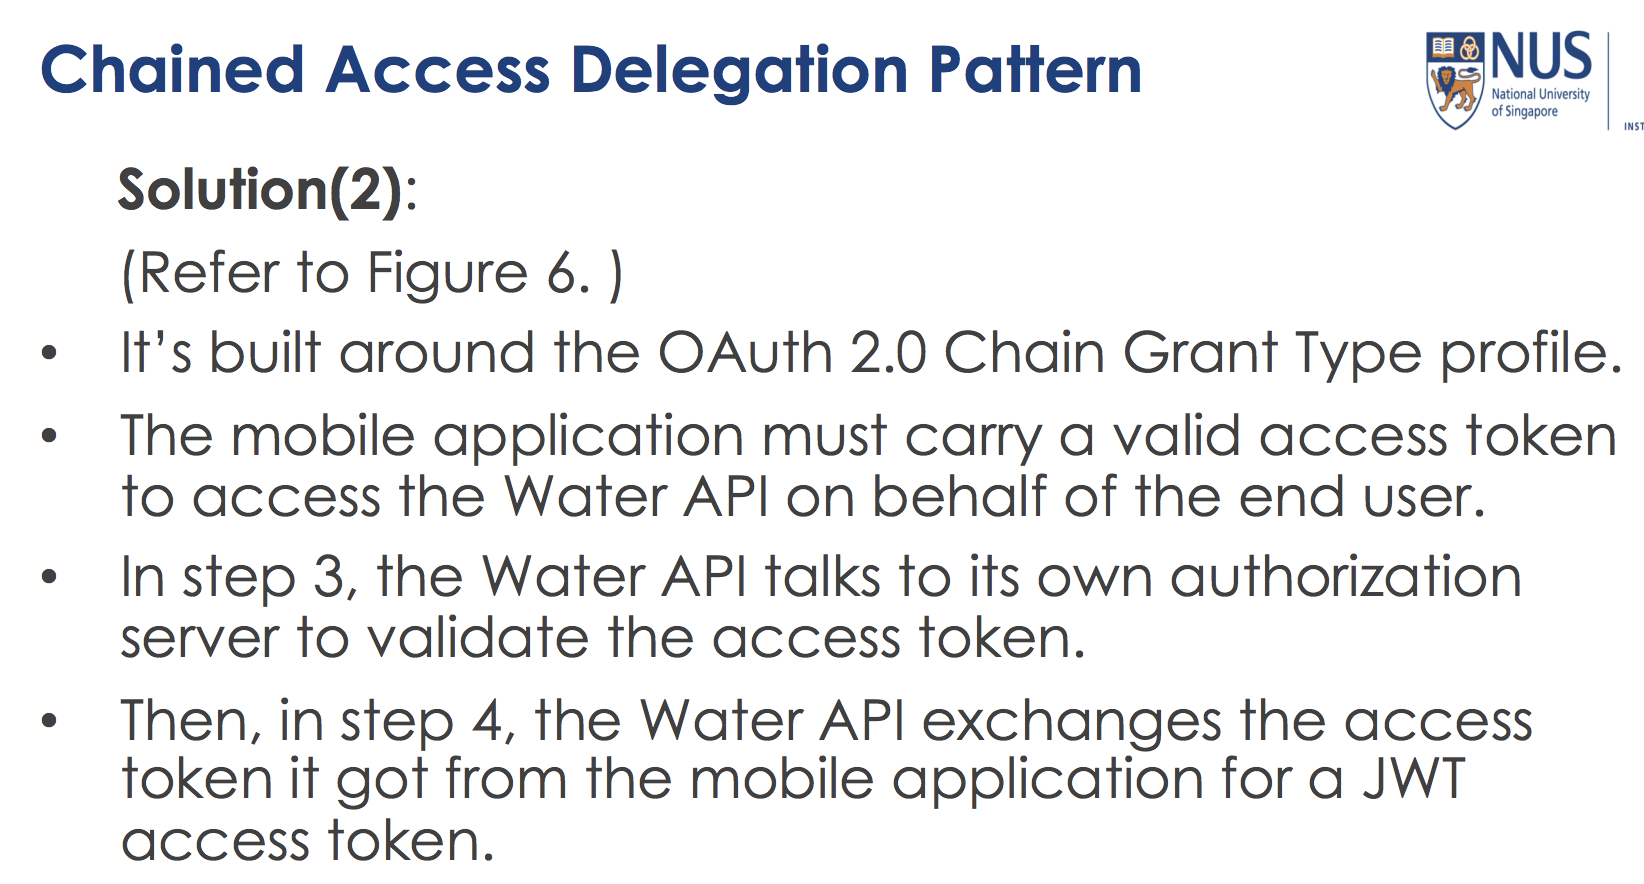 Chained Access Delegation Pattern
NUS
National University
of Singapore
INST
Solution(2):
(Refer to Figure 6. )
• It’s built around the OAuth 2.0 Chain Grant Type profile.
• The mobile application must carry a valid access token
to access the Water API on behalf of the end user.
• In step 3, the Water API talks to its own authorization
server to validate the access token.
• Then, in step 4, the Water API exchanges the access
token it got from the mobile application for a JWT
access token.